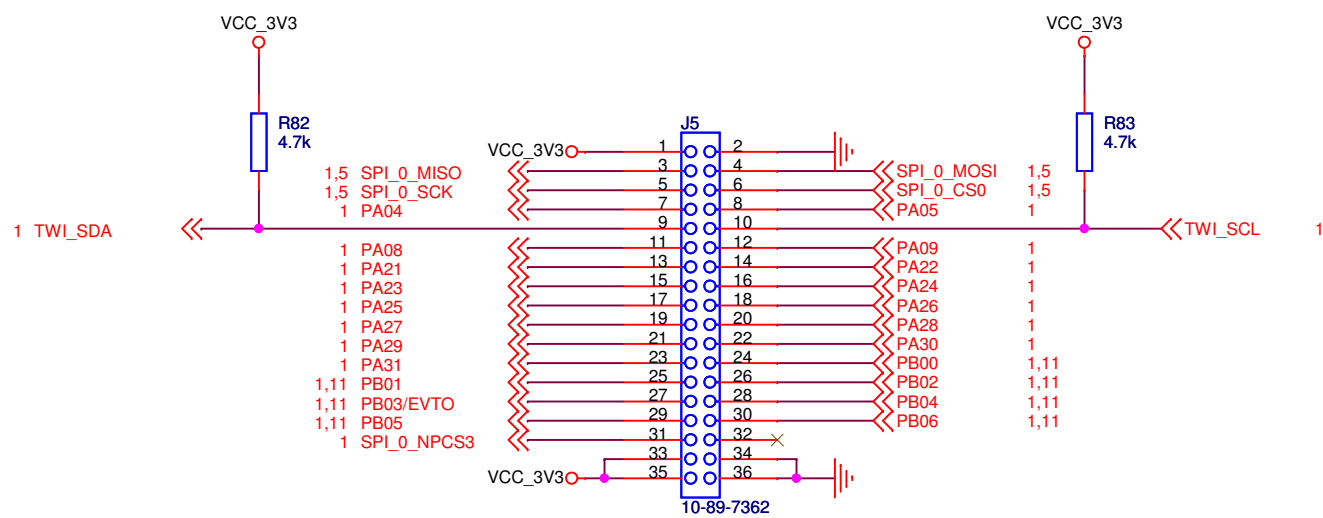 VCC_3V3 VCC_3V3
R82 4.7k
R83 4.7k
J5
VCC_3V3 1 2
1,5 SPI_0_MISO 3 4 SPI_0_MOSI 1,5
1,5 SPI_0_SCK 5 6 SPI_0_CS0 1,5
1 PA04 7 8 PA05 1
1 TWI_SDA 9 10 TWI_SCL 1
1 PA08 11 12 PA09 1
1 PA21 13 14 PA22 1
1 PA23 15 16 PA24 1
1 PA25 17 18 PA26 1
1 PA27 19 20 PA28 1
1 PA29 21 22 PA30 1
1 PA31 23 24 PB00 1,11
1,11 PB01 25 26 PB02 1,11
1,11 PB03/EVTO 27 28 PB04 1,11
1,11 PB05 29 30 PB06 1,11
1 SPI_0_NPCS3 31 32
33 34
VCC_3V3 35 36
10-89-7362